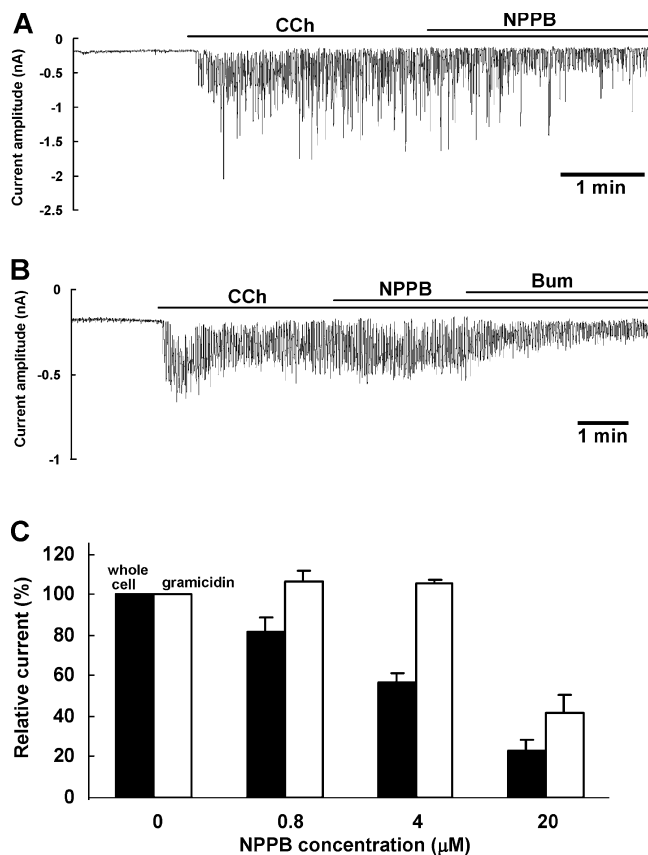 A
CCh
NPPB
Current amplitude (nA)
0
-0.5
-1
-1.5
-2
-2.5
1 min
B
Bum
NPPB
CCh
Current amplitude (nA)
0
-0.5
-1
1 min
C
Relative current (%)
120
100
80
60
40
20
0
whole
cell
gramicidin
0
0.8
4
20
NPPB concentration (μM)